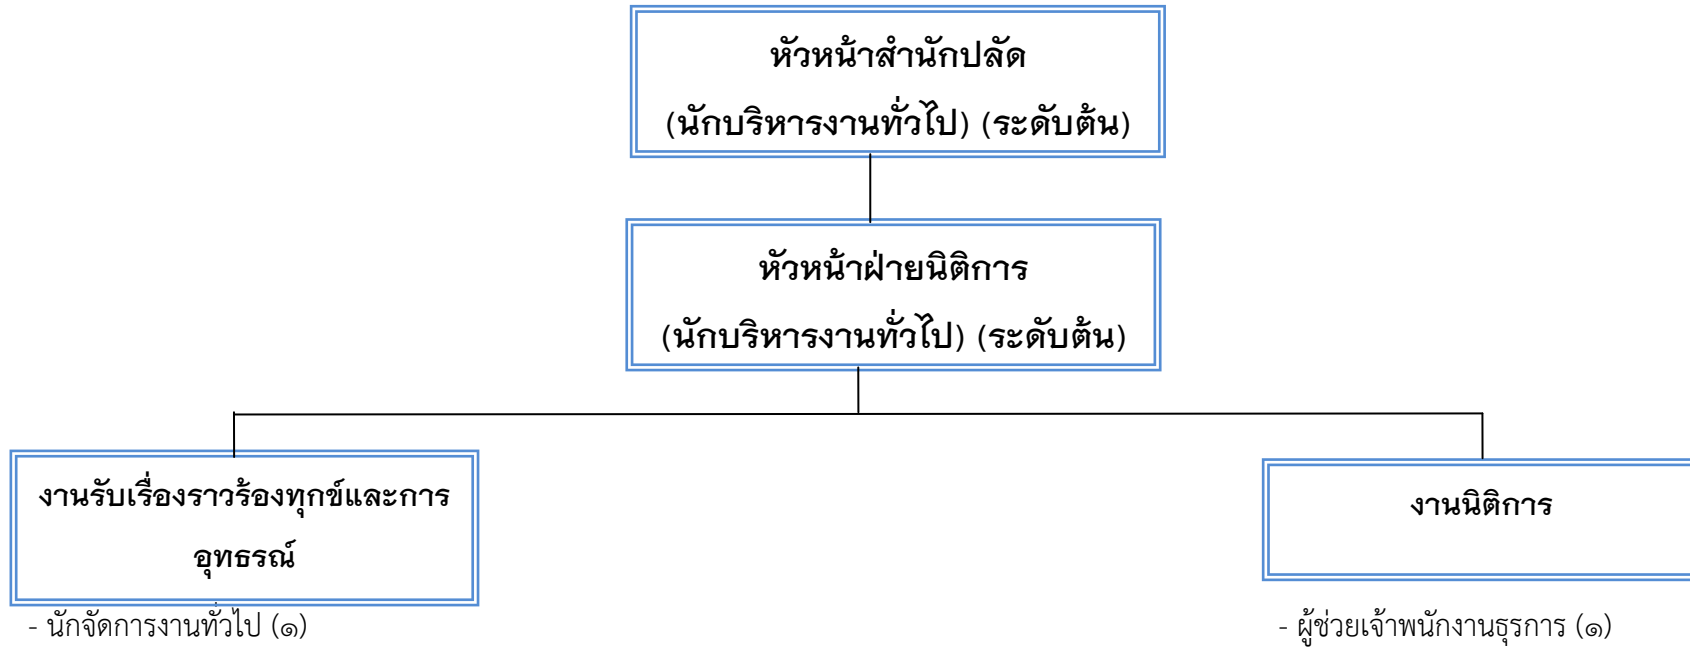 หัวหน้าสำนักปลัด
(นักบริหารงานทั่วไป) (ระดับต้น)
หัวหน้าฝ่ายนิติการ
(นักบริหารงานทั่วไป) (ระดับต้น)
งานรับเรื่องราวร้องทุกข์และการ
อุทธรณ์
- นักจัดการงานทั่วไป (๑)
งานนิติการ
- ผู้ช่วยเจ้าพนักงานธุรการ (๑)